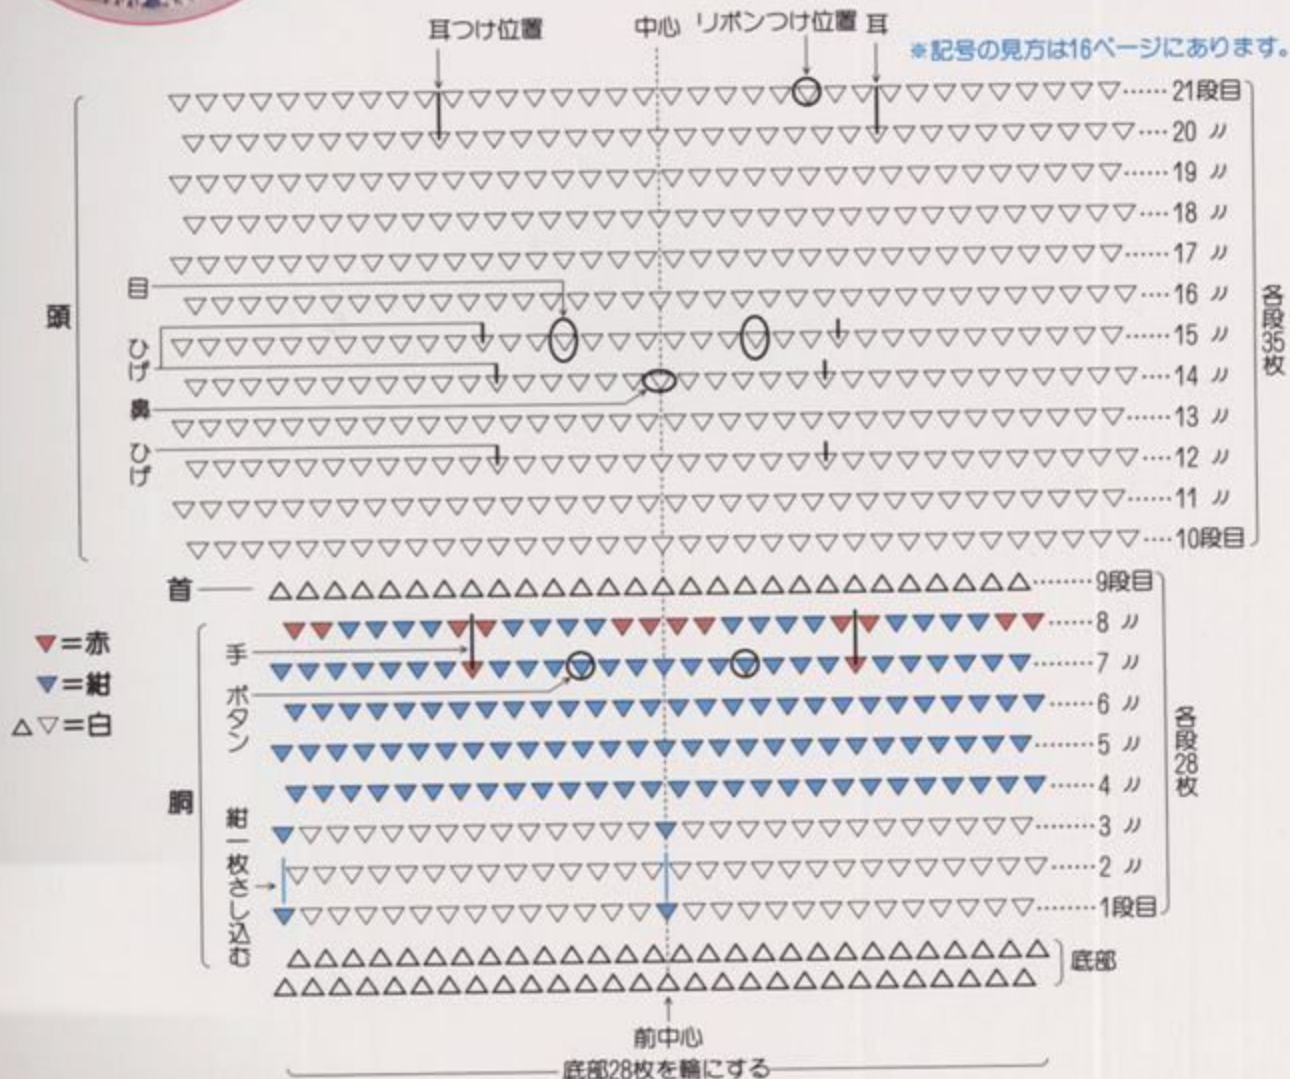 耳つけ位置
中心
リボンつけ位置
耳
※記号の見方は16ページにあります。
21段目
20 〃
19 〃
18 〃
17 〃
16 〃
15 〃
14 〃
13 〃
12 〃
11 〃
10段目
各段35枚
頭
目
ひげ
鼻
ひげ
首
9段目
8 〃
7 〃
6 〃
5 〃
4 〃
3 〃
2 〃
1段目
各段28枚
▼=赤
▼=紺
△▽=白
胴
手
ボタン
紺一枚さし込む
底部
前中心
底部28枚を輪にする